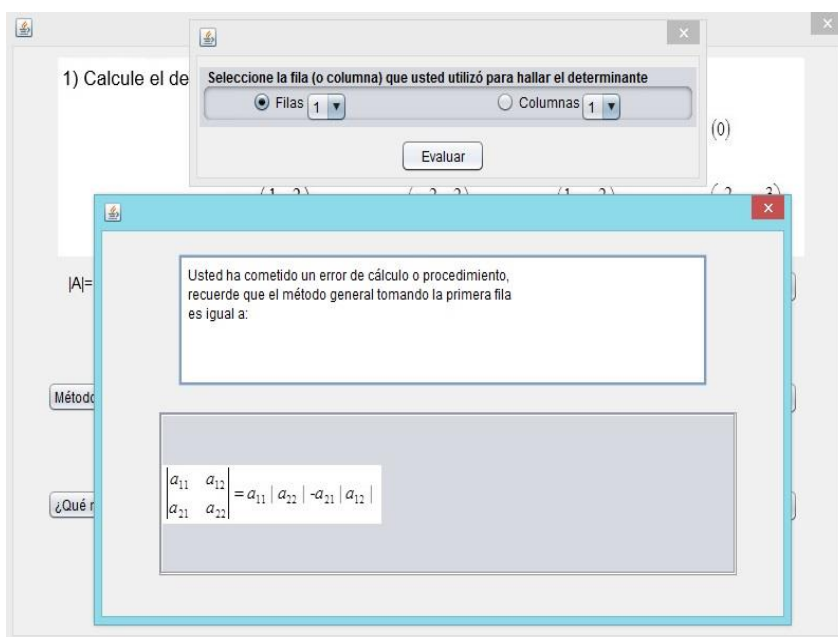 1) Calcule el de
Seleccione la fila (o columna) que usted utilizó para hallar el determinante
Filas 1 Columnas 1
(0)
Evaluar
|A|=
Usted ha cometido un error de cálculo o procedimiento,
recuerde que el método general tomando la primera fila
es igual a:
Método
| a₁₁ a₁₂ |
| a₂₁ a₂₂ | = a₁₁ | a₂₂ | -a₂₁ | a₁₂ |
¿Qué